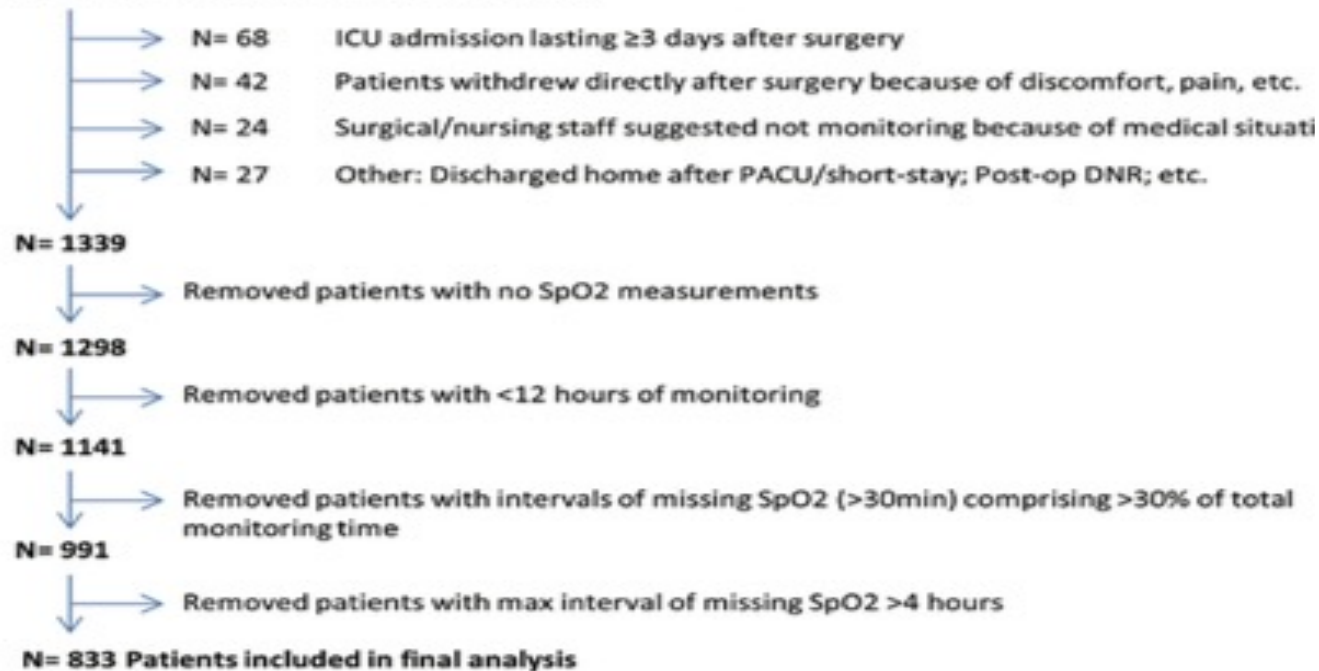 N= 68 ICU admission lasting ≥3 days after surgery
N= 42 Patients withdrew directly after surgery because of discomfort, pain, etc.
N= 24 Surgical/nursing staff suggested not monitoring because of medical situati
N= 27 Other: Discharged home after PACU/short-stay; Post-op DNR; etc.
N= 1339
Removed patients with no SpO2 measurements
N= 1298
Removed patients with <12 hours of monitoring
N= 1141
Removed patients with intervals of missing SpO2 (>30min) comprising >30% of total
monitoring time
N= 991
Removed patients with max interval of missing SpO2 >4 hours
N= 833 Patients included in final analysis